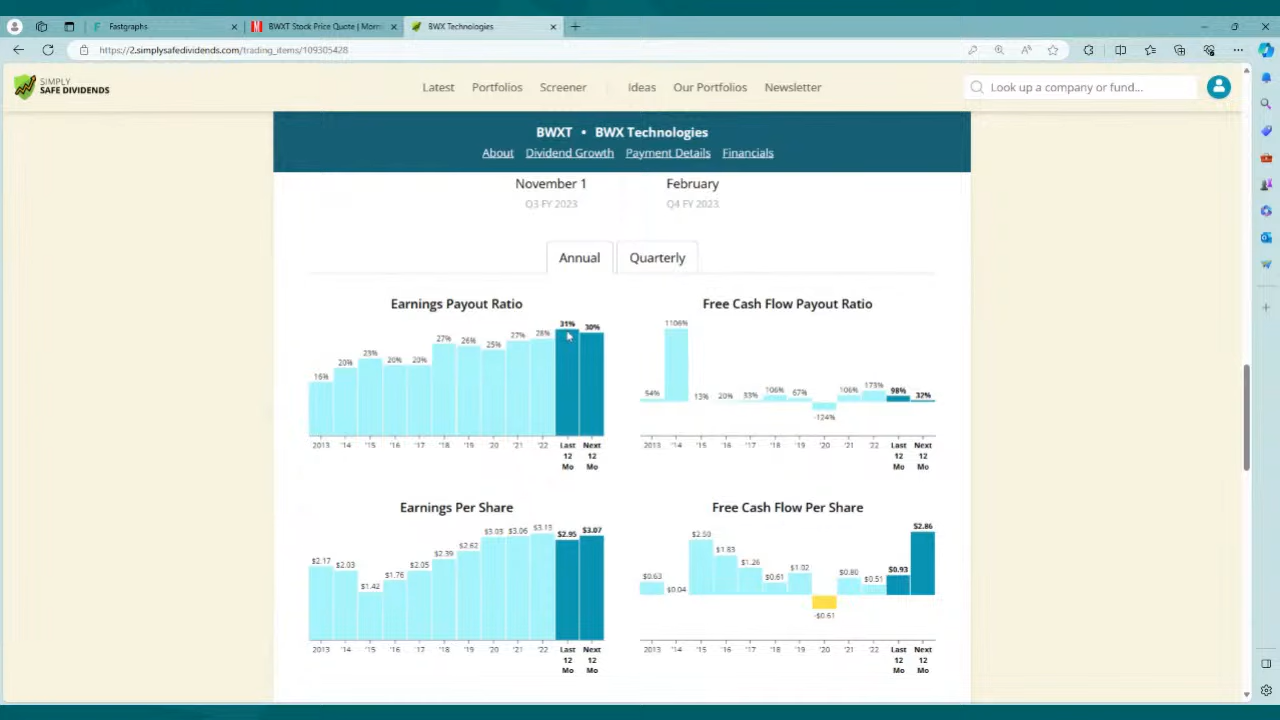 Fastgraphs
BWXT Stock Price Quote | Morn
BWX Technologies
https://2.simplysafedividends.com/trading_items/109305428
SIMPLY
SAFE DIVIDENDS
Latest Portfolios Screener Ideas Our Portfolios Newsletter
Look up a company or fund...
BWXT • BWX Technologies
About Dividend Growth Payment Details Financials
November 1 February
Q3 FY 2023 Q4 FY 2023
Annual Quarterly
Earnings Payout Ratio
16% 20% 23% 20% 20% 27% 26% 25% 27% 28% 31% 30%
2013 '14 '15 '16 '17 '18 '19 '20 '21 '22 Last Next
12 12
Mo Mo
Free Cash Flow Payout Ratio
54% 1106% 13% 20% 33% 106% 67% -124% 106% 173% 98% 32%
2013 '14 '15 '16 '17 '18 '19 '20 '21 '22 Last Next
12 12
Mo Mo
Earnings Per Share
$2.17 $2.03 $1.42 $1.76 $2.05 $2.39 $2.62 $3.03 $3.06 $3.13 $2.95 $3.07
2013 '14 '15 '16 '17 '18 '19 '20 '21 '22 Last Next
12 12
Mo Mo
Free Cash Flow Per Share
$0.63 $0.04 $2.50 $1.83 $1.26 $0.61 $1.02 -$0.61 $0.80 $0.51 $0.93 $2.86
2013 '14 '15 '16 '17 '18 '19 '20 '21 '22 Last Next
12 12
Mo Mo